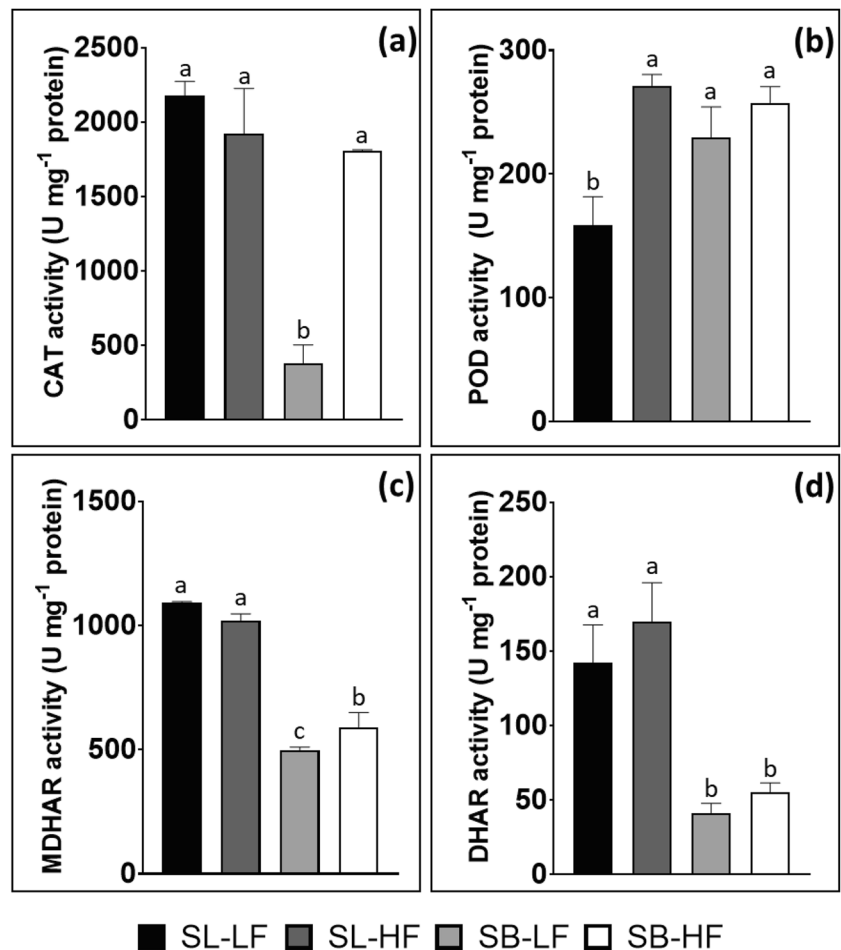 (a)
CAT activity (U mg⁻¹ protein)
2500
2000
1500
1000
500
0
a
a
b
a
(b)
POD activity (U mg⁻¹ protein)
300
200
100
0
b
a
a
a
(c)
MDHAR activity (U mg⁻¹ protein)
1500
1000
500
0
a
a
c
b
(d)
DHAR activity (U mg⁻¹ protein)
250
200
150
100
50
0
a
a
b
b
SL-LF SL-HF SB-LF SB-HF